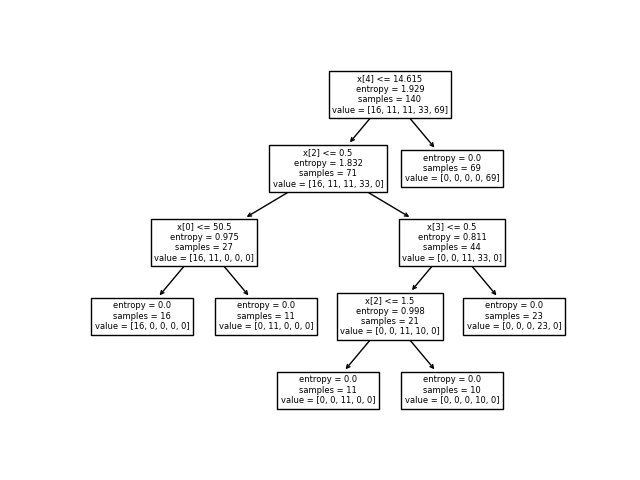 x[4] <= 14.615
entropy = 1.929
samples = 140
value = [16, 11, 11, 33, 69]
x[2] <= 0.5
entropy = 1.832
samples = 71
value = [16, 11, 11, 33, 0]
entropy = 0.0
samples = 69
value = [0, 0, 0, 0, 69]
x[0] <= 50.5
entropy = 0.975
samples = 27
value = [16, 11, 0, 0, 0]
x[3] <= 0.5
entropy = 0.811
samples = 44
value = [0, 0, 11, 33, 0]
entropy = 0.0
samples = 16
value = [16, 0, 0, 0, 0]
entropy = 0.0
samples = 11
value = [0, 11, 0, 0, 0]
x[2] <= 1.5
entropy = 0.998
samples = 21
value = [0, 0, 11, 10, 0]
entropy = 0.0
samples = 23
value = [0, 0, 0, 23, 0]
entropy = 0.0
samples = 11
value = [0, 0, 11, 0, 0]
entropy = 0.0
samples = 10
value = [0, 0, 0, 10, 0]